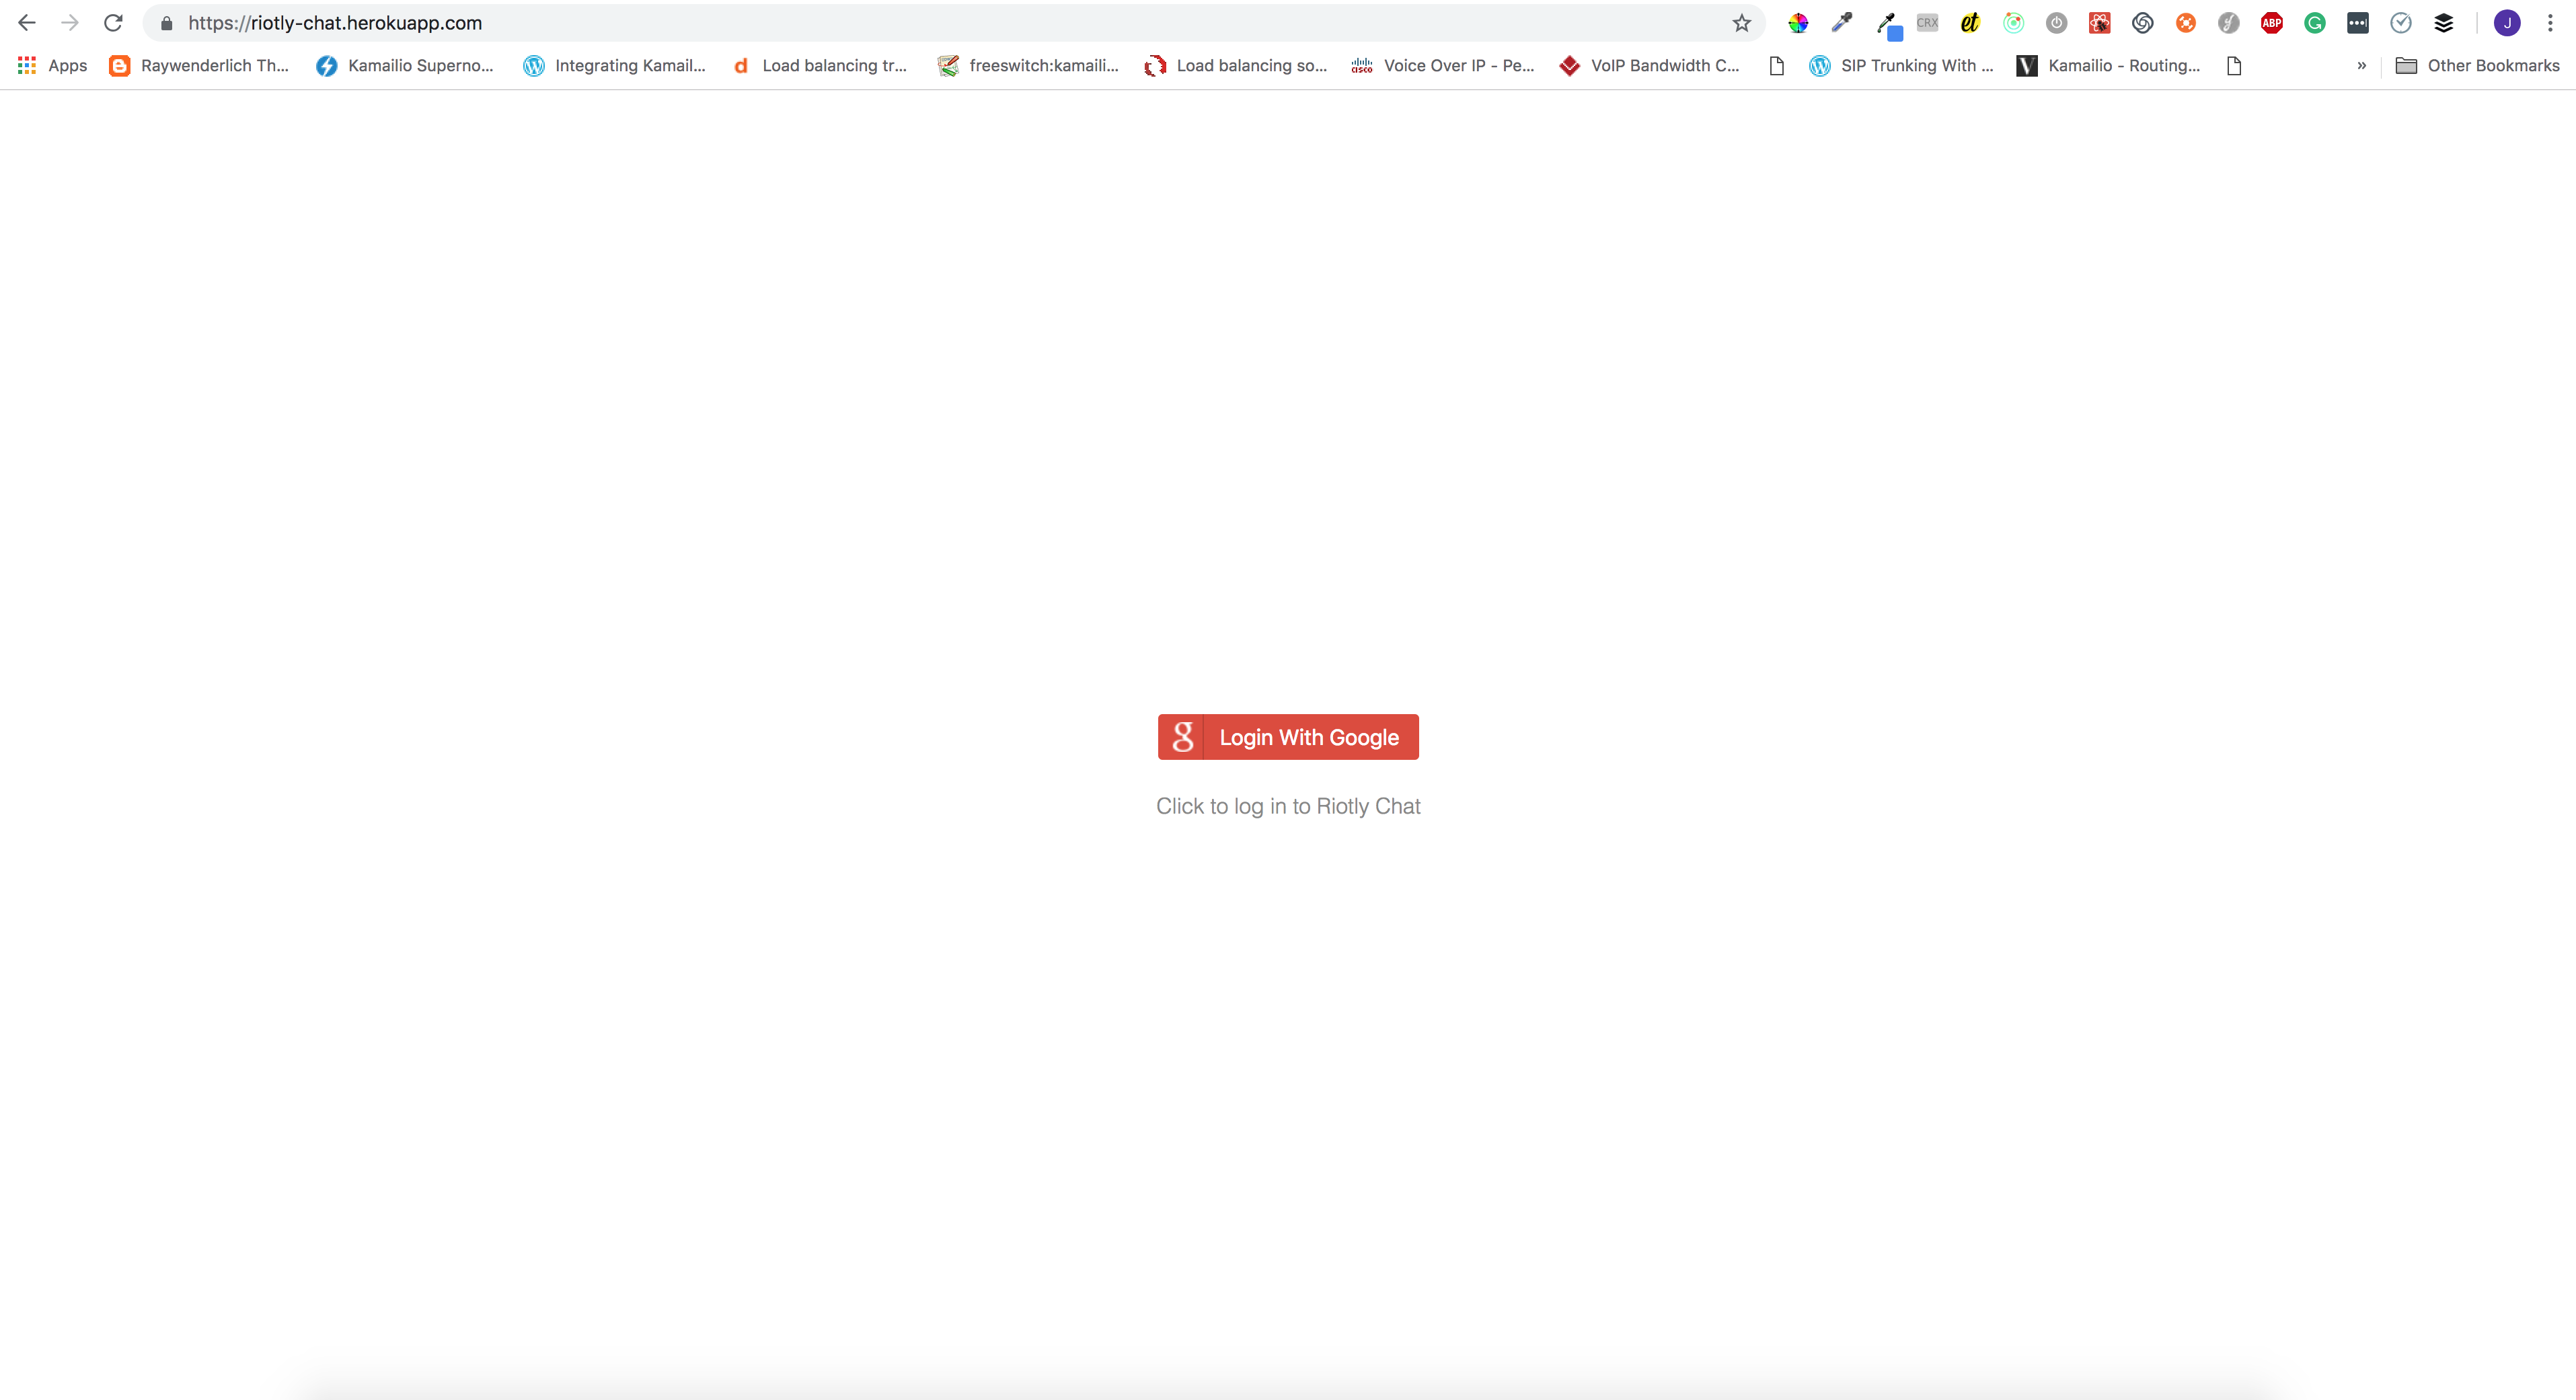 https://riotly-chat.herokuapp.com CRX et ABP J
Apps Raywenderlich Th... Kamailio Superno... Integrating Kamail... d Load balancing tr... freeswitch:kamaili... Load balancing so... cisco Voice Over IP - Pe... VoIP Bandwidth C... SIP Trunking With ... V Kamailio - Routing... » Other Bookmarks
g Login With Google
Click to log in to Riotly Chat